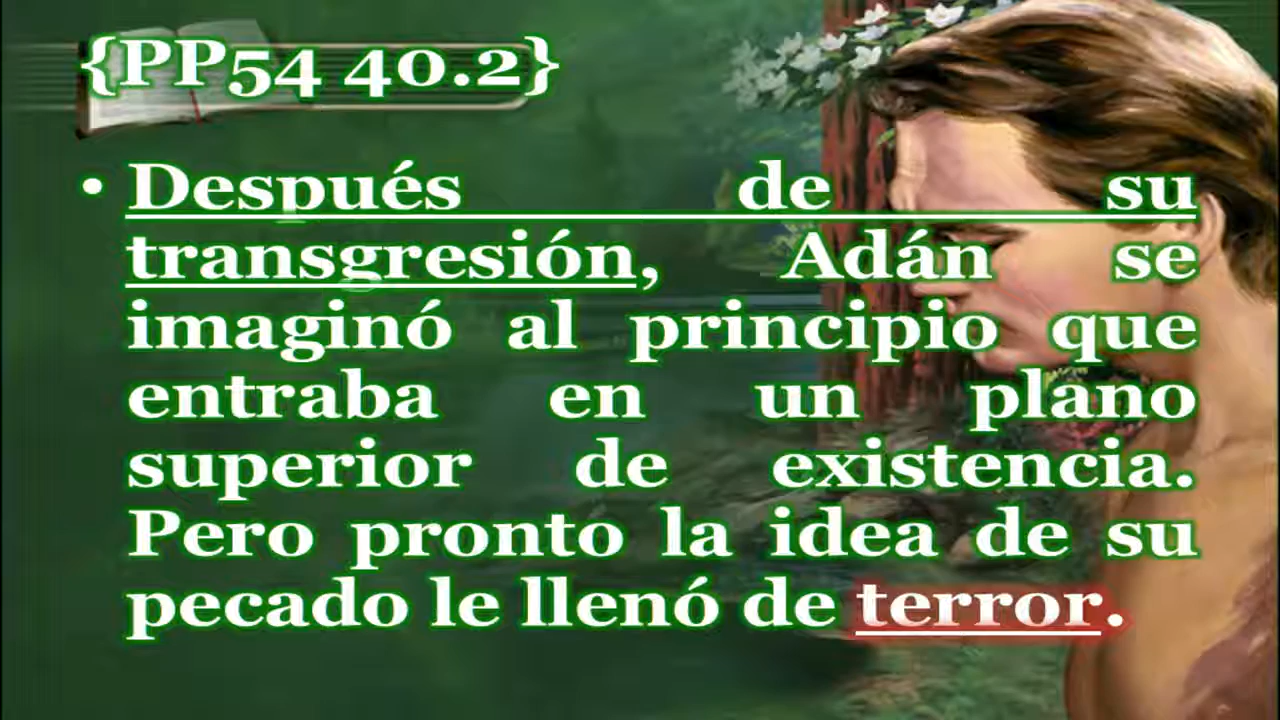 {PP54 40.2}
• Después de su
transgresión, Adán se
imaginó al principio que
entraba en un plano
superior de existencia.
Pero pronto la idea de su
pecado le llenó de terror.